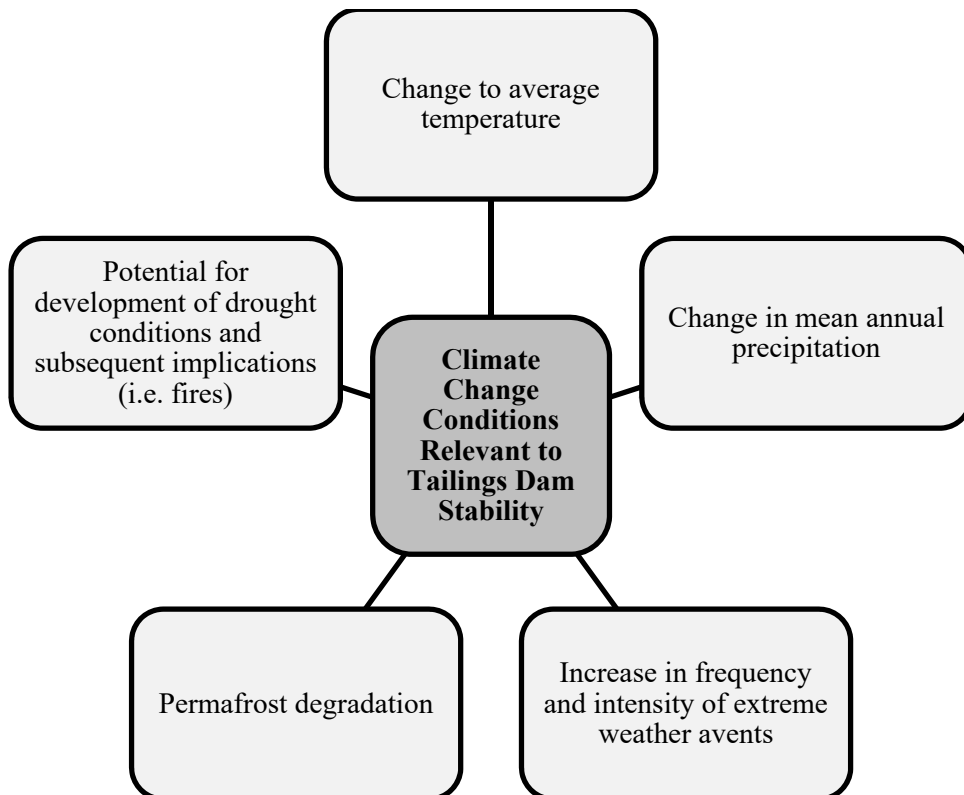 Change to average
temperature
Potential for
development of drought
conditions and
subsequent implications
(i.e. fires)
Change in mean annual
precipitation
Climate
Change
Conditions
Relevant to
Tailings Dam
Stability
Permafrost degradation
Increase in frequency
and intensity of extreme
weather avents